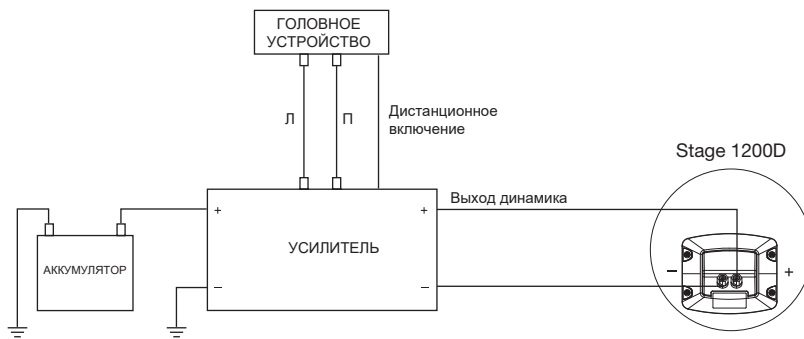 ГОЛОВНОЕ
УСТРОЙСТВО
Л
П
Дистанционное
включение
Stage 1200D
Выход динамика
+
+
АККУМУЛЯТОР
УСИЛИТЕЛЬ
–
–
–
+